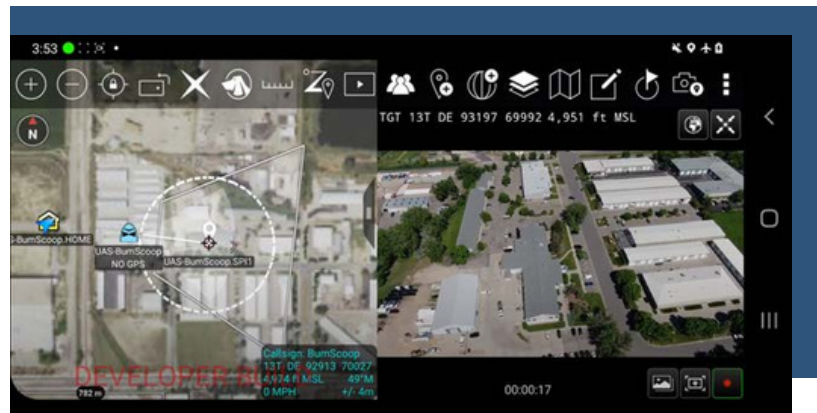 3:53
TGT 13T DE 93197 69992 4,951 ft MSL
N
S-BumScoop.HOME
UAS-BumScoop
NO GPS
UAS-BumScoop.SPI1
Callsign: BumScoop
13T DE 92913 70027
4,974 ft MSL 49°M
0 MPH +/- 4m
DEVELOPER BUILD
782 m
00:00:17